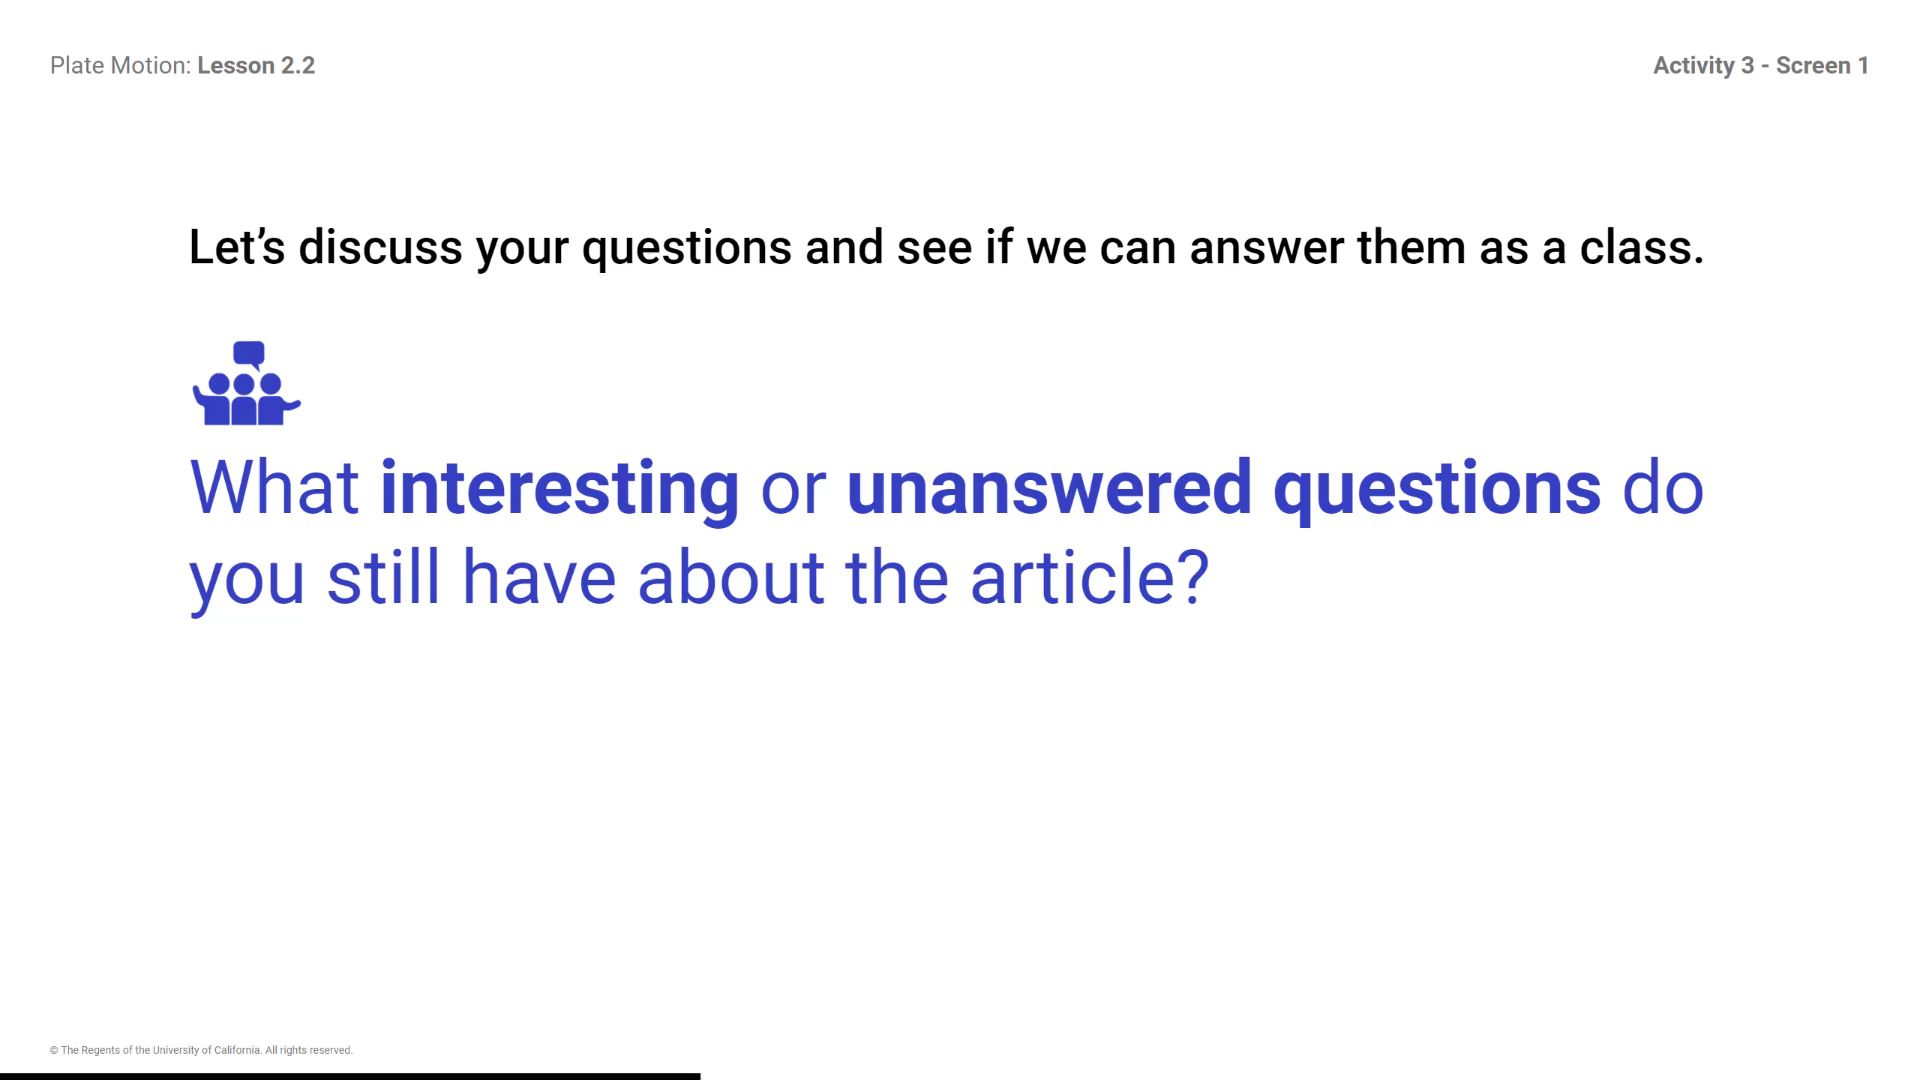 Plate Motion: Lesson 2.2
Activity 3 - Screen 1
Let’s discuss your questions and see if we can answer them as a class.
What interesting or unanswered questions do
you still have about the article?
© The Regents of the University of California. All rights reserved.